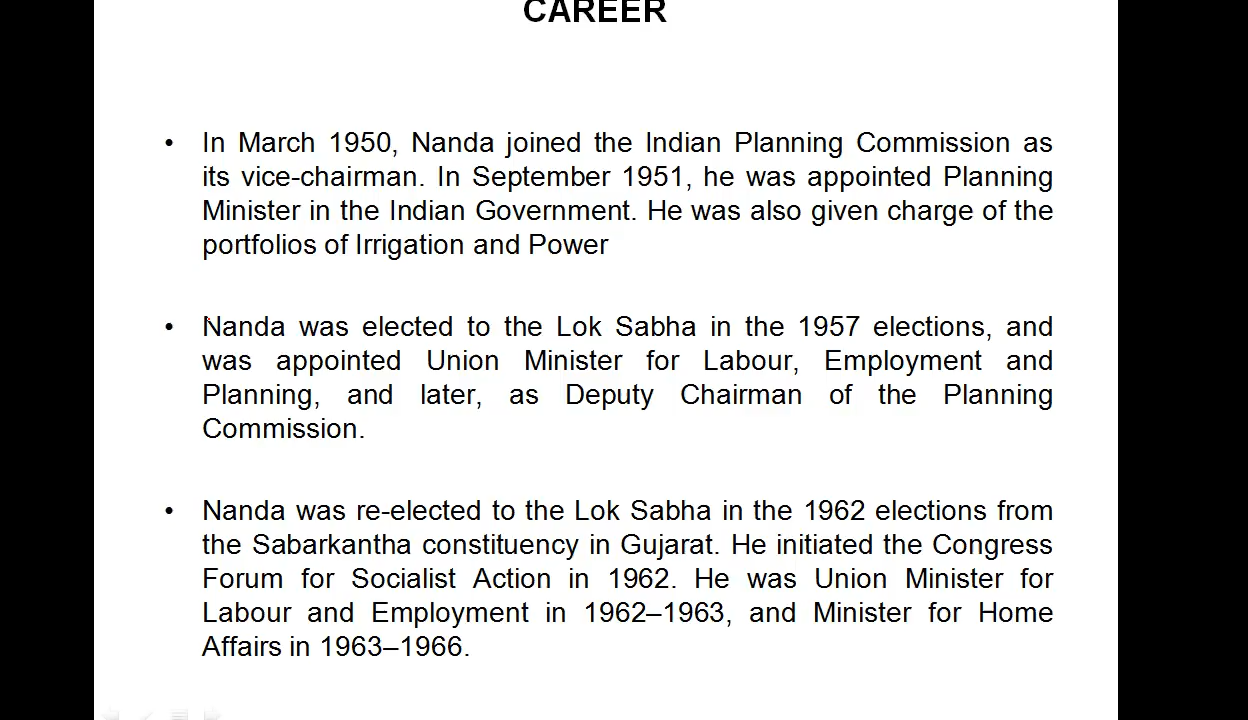 CAREER
• In March 1950, Nanda joined the Indian Planning Commission as
its vice-chairman. In September 1951, he was appointed Planning
Minister in the Indian Government. He was also given charge of the
portfolios of Irrigation and Power
• Nanda was elected to the Lok Sabha in the 1957 elections, and
was appointed Union Minister for Labour, Employment and
Planning, and later, as Deputy Chairman of the Planning
Commission.
• Nanda was re-elected to the Lok Sabha in the 1962 elections from
the Sabarkantha constituency in Gujarat. He initiated the Congress
Forum for Socialist Action in 1962. He was Union Minister for
Labour and Employment in 1962–1963, and Minister for Home
Affairs in 1963–1966.